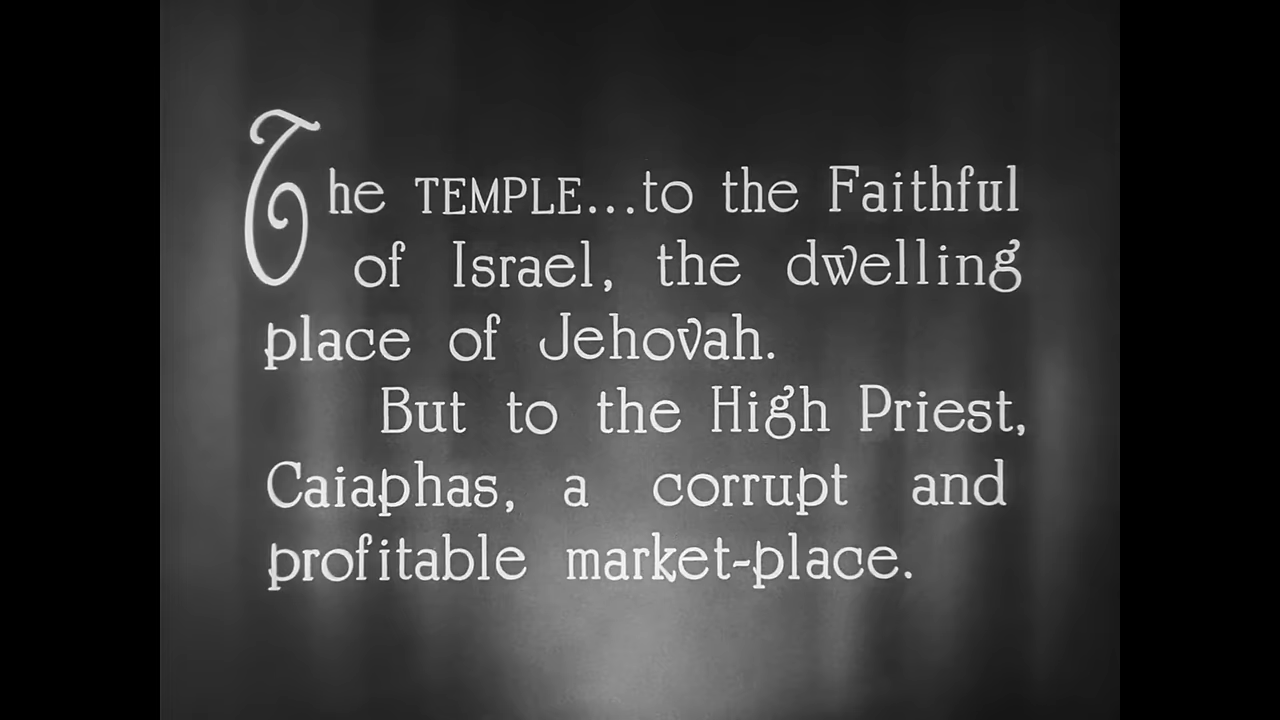 The TEMPLE...to the Faithful
of Israel, the dwelling
place of Jehovah.
But to the High Priest,
Caiaphas, a corrupt and
profitable market-place.